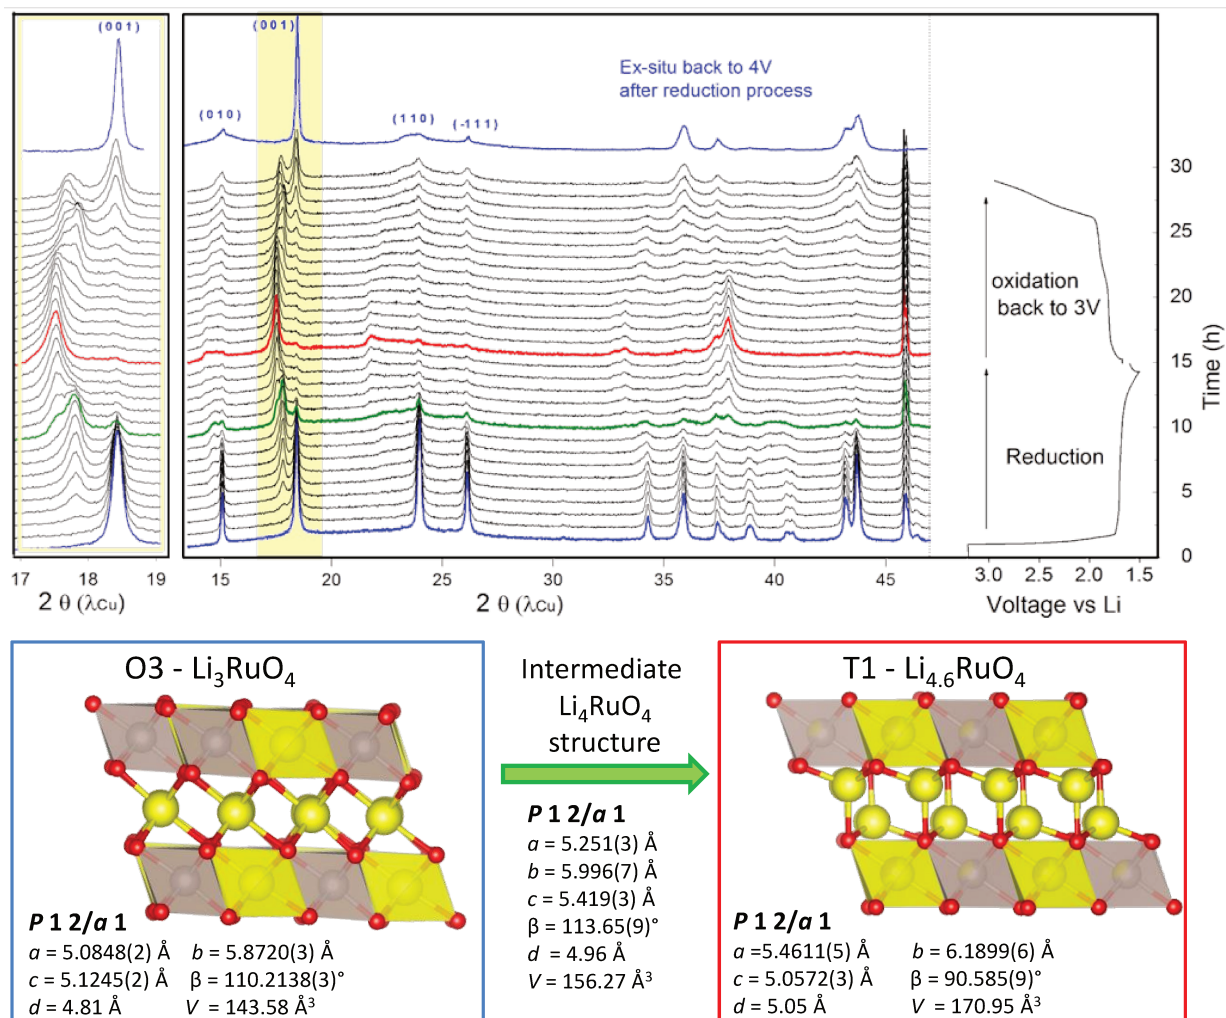 (001)
(001)
(010)
(110)
(-111)
Ex-situ back to 4V
after reduction process
30
25
20
15
10
5
0
Time (h)
oxidation
back to 3V
Reduction
17 18 19
2 θ (λCu)
15 20 25 30 35 40 45
2 θ (λCu)
3.0 2.5 2.0 1.5
Voltage vs Li
O3 - Li₃RuO₄
P 1 2/a 1
a = 5.0848(2) Å b = 5.8720(3) Å
c = 5.1245(2) Å β = 110.2138(3)°
d = 4.81 Å V = 143.58 Å³
Intermediate
Li₄RuO₄
structure
P 1 2/a 1
a = 5.251(3) Å
b = 5.996(7) Å
c = 5.419(3) Å
β = 113.65(9)°
d = 4.96 Å
V = 156.27 Å³
T1 - Li₄.₆RuO₄
P 1 2/a 1
a =5.4611(5) Å b = 6.1899(6) Å
c = 5.0572(3) Å β = 90.585(9)°
d = 5.05 Å V = 170.95 Å³